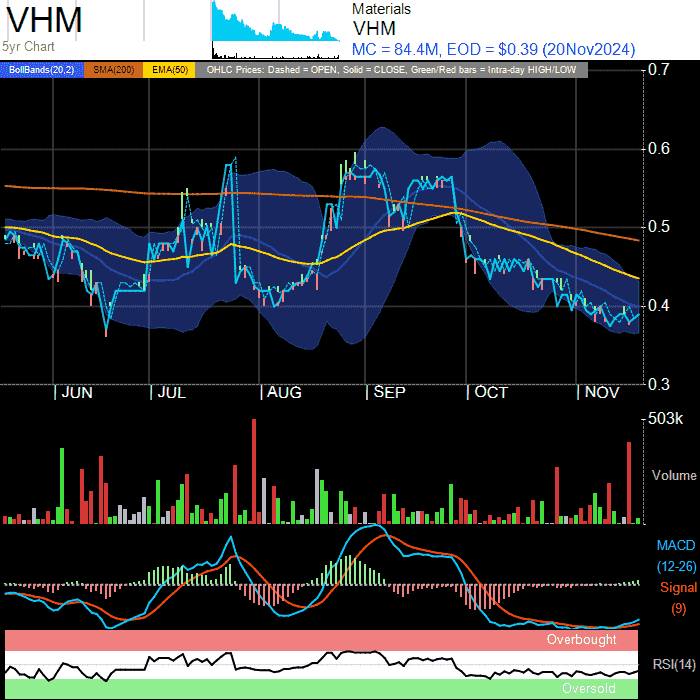 VHM
5yr Chart
Materials
VHM
MC = 84.4M, EOD = $0.39 (20Nov2024)
BollBands(20,2) SMA(200) EMA(50) OHLC Prices: Dashed = OPEN, Solid = CLOSE, Green/Red bars = Intra-day HIGH/LOW
0.7
0.6
0.5
0.4
0.3
JUN JUL AUG SEP OCT NOV
503k
Volume
MACD
(12-26)
Signal
(9)
Overbought
RSI(14)
Oversold